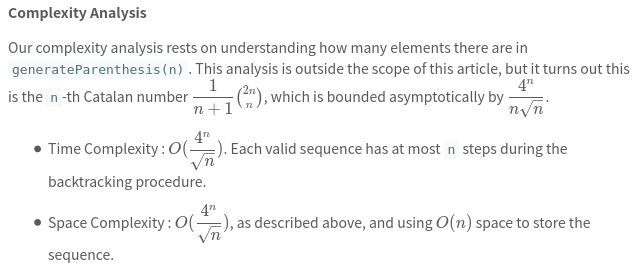 Complexity Analysis
Our complexity analysis rests on understanding how many elements there are in
generateParenthesis(n) . This analysis is outside the scope of this article, but it turns out this
is the n -th Catalan number \frac{1}{n+1}\binom{2n}{n}, which is bounded asymptotically by \frac{4^n}{n\sqrt{n}}.
• Time Complexity : O(\frac{4^n}{\sqrt{n}}). Each valid sequence has at most n steps during the
backtracking procedure.
• Space Complexity : O(\frac{4^n}{\sqrt{n}}), as described above, and using O(n) space to store the
sequence.